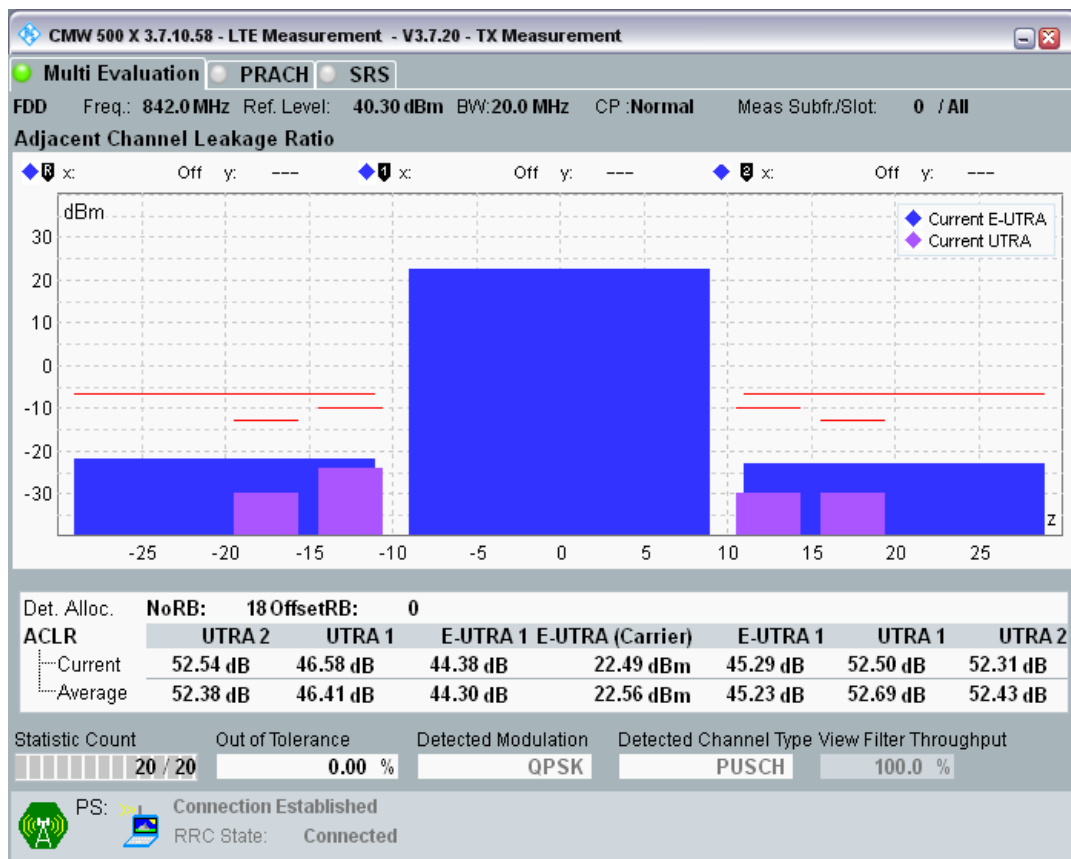 CMW 500 X 3.7.10.58 - LTE Measurement - V3.7.20 - TX Measurement
Multi Evaluation PRACH SRS
FDD Freq.: 842.0 MHz Ref. Level: 40.30 dBm BW:20.0 MHz CP :Normal Meas Subfr./Slot: 0 / All
Adjacent Channel Leakage Ratio
R x: Off y: --- 1 x: Off y: --- 2 x: Off y: ---
dBm
Current E-UTRA
Current UTRA
30
20
10
0
-10
-20
-30
z
-25 -20 -15 -10 -5 0 5 10 15 20 25
Det. Alloc. NoRB: 18 OffsetRB: 0
ACLR UTRA 2 UTRA 1 E-UTRA 1 E-UTRA (Carrier) E-UTRA 1 UTRA 1 UTRA 2
Current 52.54 dB 46.58 dB 44.38 dB 22.49 dBm 45.29 dB 52.50 dB 52.31 dB
Average 52.38 dB 46.41 dB 44.30 dB 22.56 dBm 45.23 dB 52.69 dB 52.43 dB
Statistic Count Out of Tolerance Detected Modulation Detected Channel Type View Filter Throughput
20 / 20 0.00 % QPSK PUSCH 100.0 %
PS: Connection Established
RRC State: Connected